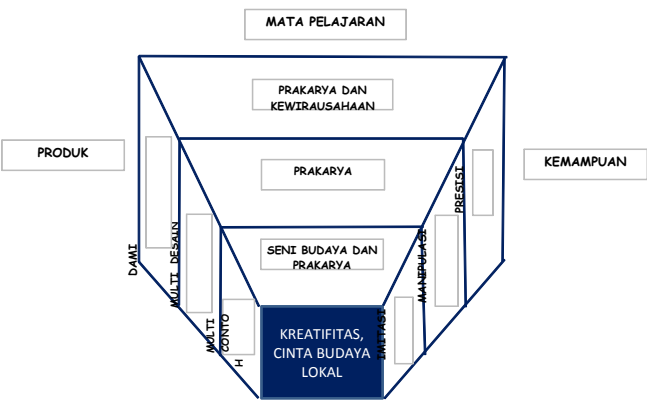 MATA PELAJARAN
PRAKARYA DAN
KEWIRAUSAHAAN
PRODUK
PRAKARYA
KEMAMPUAN
SENI BUDAYA DAN
PRAKARYA
DAMI
MULTI DESAIN
MULTI
CONTO
H
KREATIFITAS,
CINTA BUDAYA
LOKAL
IMITASI
MANIPULASI
PRESISI